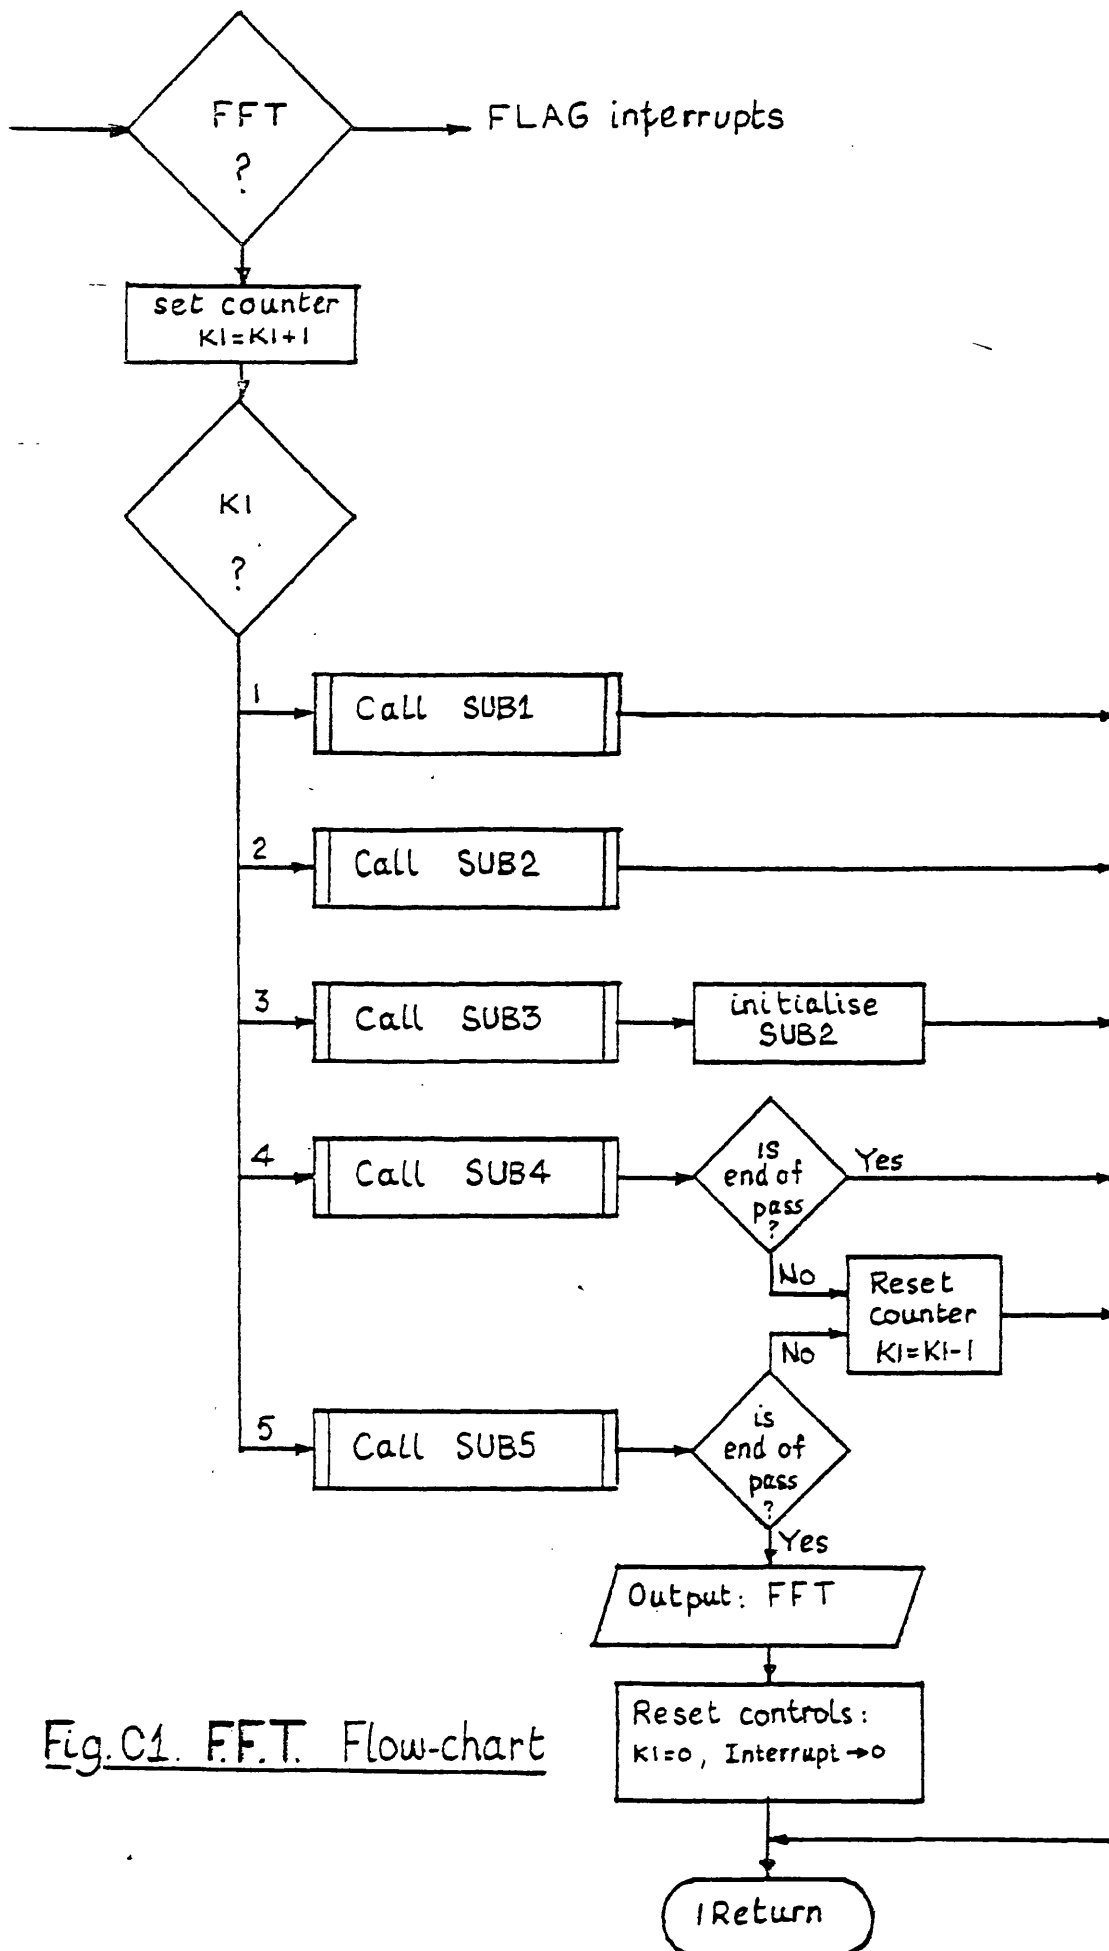 FFT
?
FLAG interrupts
set counter
K1=K1+1
K1
?
1
Call SUB1
2
Call SUB2
3
Call SUB3
initialise
SUB2
4
Call SUB4
is
end of
pass
?
Yes
No
Reset
counter
K1=K1-1
No
5
Call SUB5
is
end of
pass
?
Yes
Output: FFT
Reset controls:
K1=0, Interrupt→0
Fig. C1. F.F.T. Flow-chart
1Return